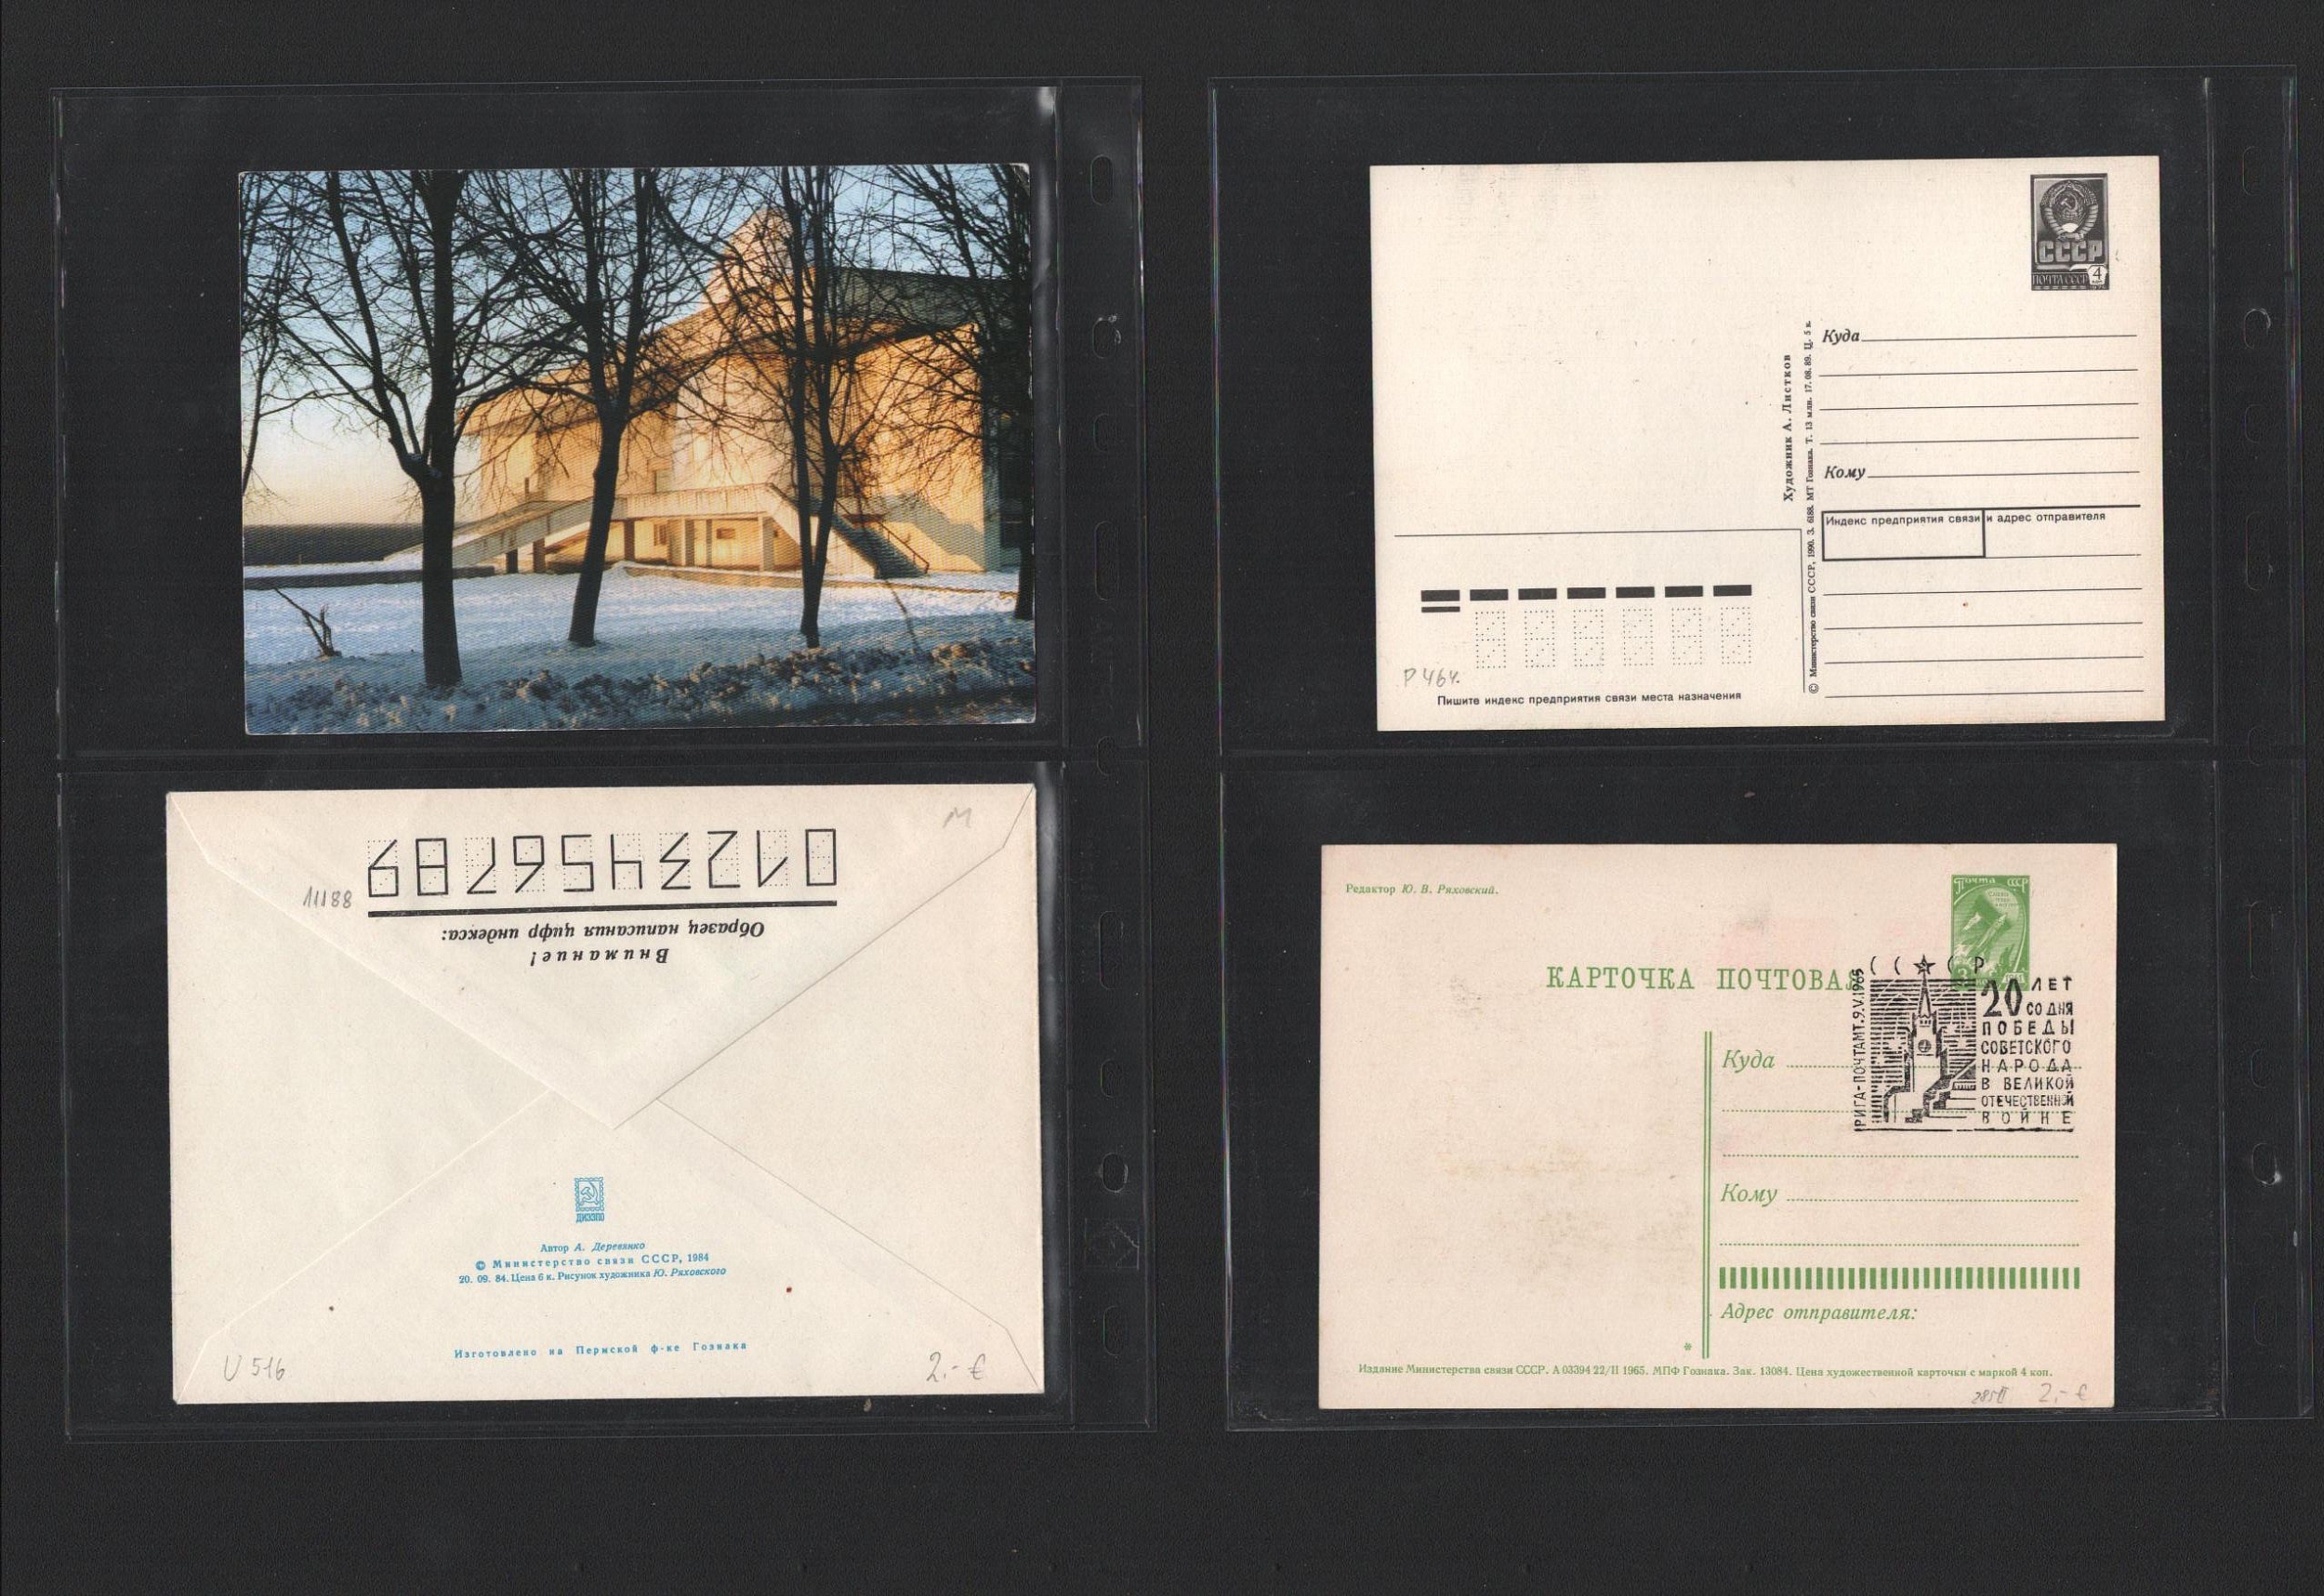 СССР
ПОЧТА СССР 4
Куда
Кому
Индекс предприятия связи и адрес отправителя
Художник А. Листков
© Министерство связи СССР, 1990. З. 6188. МТ Гознака. Т. 13 млн. 17.08.89. Ц. 5 к.
P 464.
Пишите индекс предприятия связи места назначения
M
0123456789
11188
Образец написания цифр индекса:
Внимание!
ДИЭЗПО
Автор А. Деревянко
© Министерство связи СССР, 1984
20. 09. 84. Цена 6 к. Рисунок художника Ю. Ряховского
Изготовлено на Пермской ф-ке Гознака
U 516
2.- €
Редактор Ю. В. Ряховский.
ПОЧТА СССР
КАРТОЧКА ПОЧТОВАЯ
РИГА-ПОЧТАМТ.9.V.1965
20 ЛЕТ
СО ДНЯ
ПОБЕДЫ
СОВЕТСКОГО
НАРОДА
В ВЕЛИКОЙ
ОТЕЧЕСТВЕННОЙ
ВОЙНЕ
Куда
Кому
Адрес отправителя:
*
Издание Министерства связи СССР. А 03394 22/II 1965. МПФ Гознака. Зак. 13084. Цена художественной карточки с маркой 4 коп.
2.- €